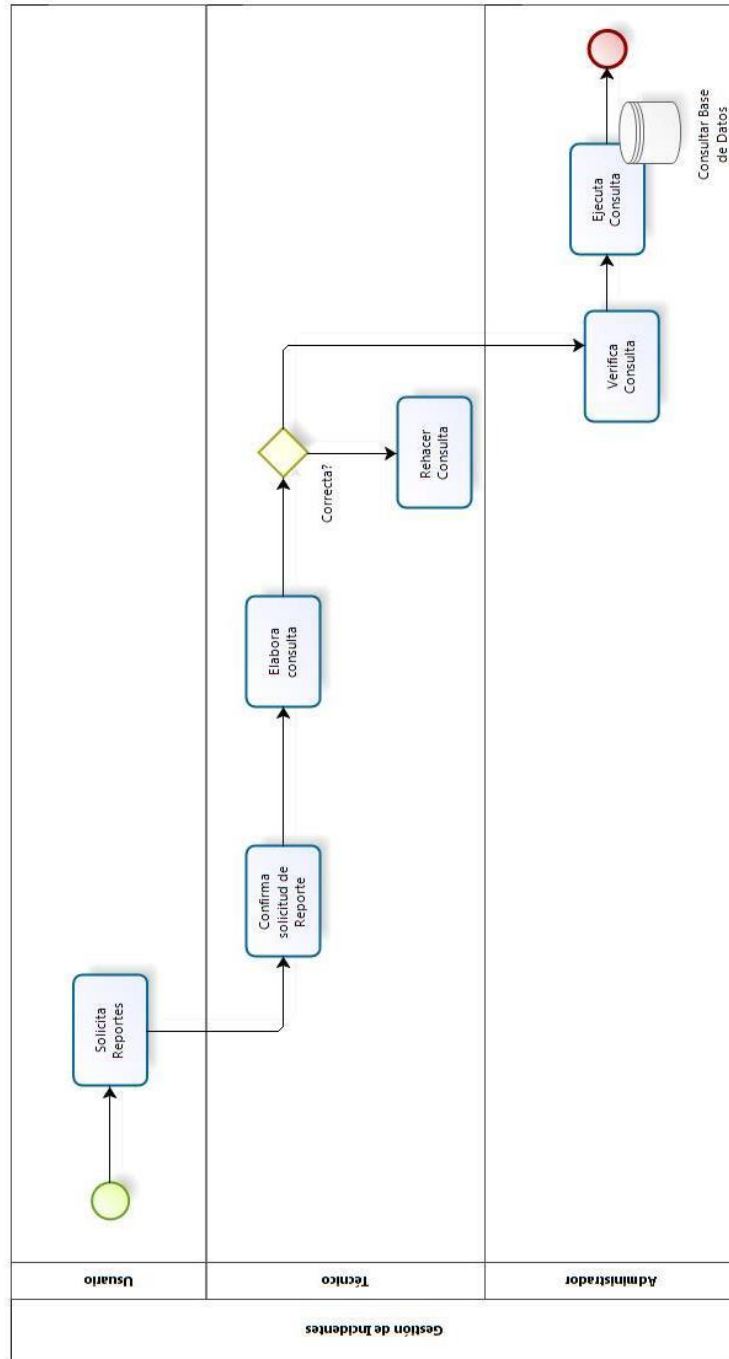 Gestión de Incidentes
Usuario
Técnico
Administrador
Solicita
Reportes
Confirma
solicitud de
Reporte
Elabora
consulta
Correcta?
Rehacer
Consulta
Verifica
Consulta
Ejecuta
Consulta
Consultar Base
de Datos